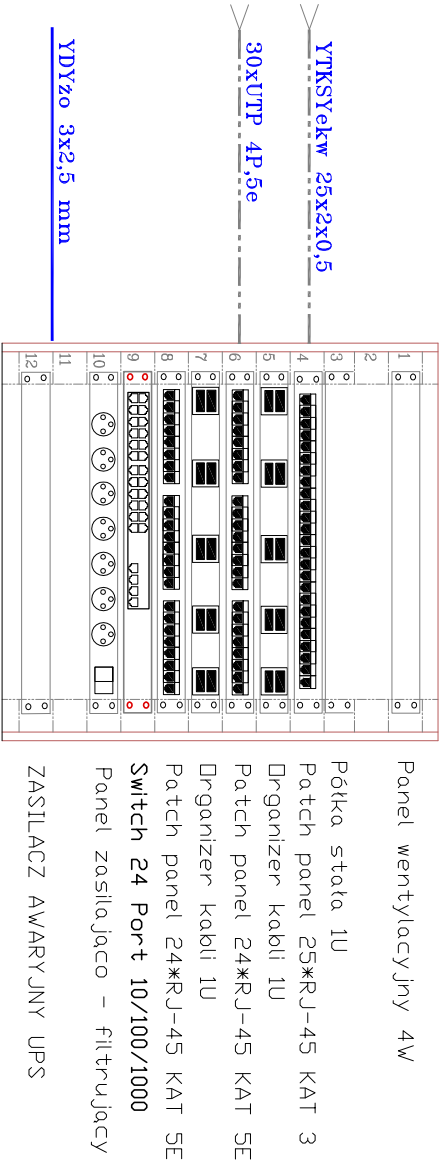 YTKSYekw 25x2x0,5
30xUTP 4P,5e
YDYżo 3x2,5 mm
1
2
3
4
5
6
7
8
9
10
11
12
Panel wentylacyjny 4W
Półka stała 1U
Patch panel 25*RJ-45 KAT 3
Organizer kabli 1U
Patch panel 24*RJ-45 KAT 5E
Organizer kabli 1U
Patch panel 24*RJ-45 KAT 5E
Switch 24 Port 10/100/1000
Panel zasilająco - filtrujący
ZASILACZ AWARYJNY UPS